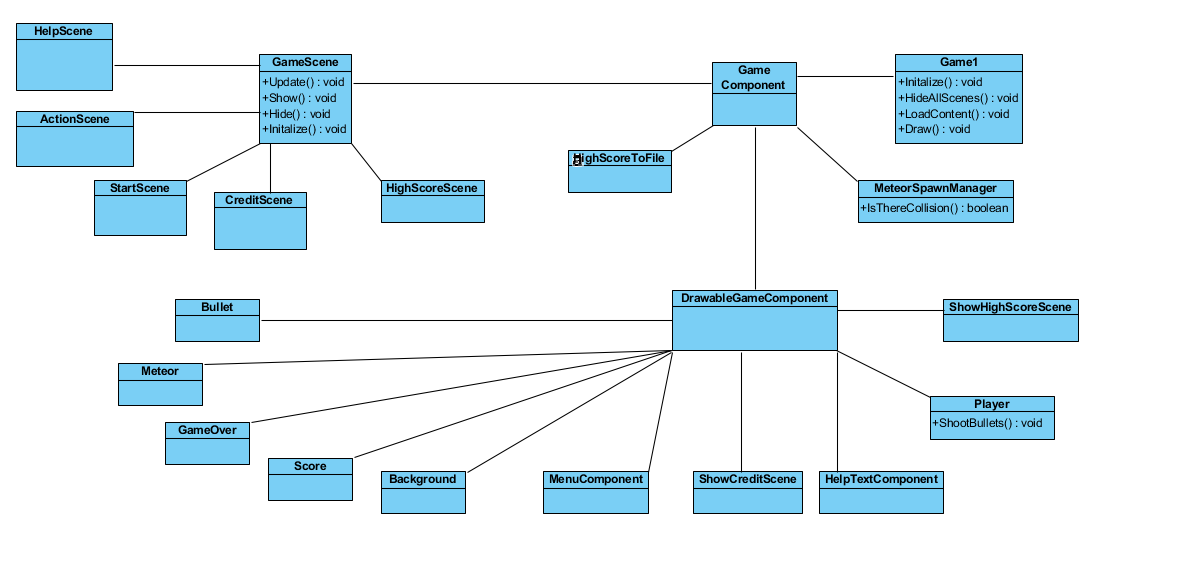 HelpScene
GameScene
+Update() : void
+Show() : void
+Hide() : void
+Initalize() : void
Game
Component
Game1
+Initalize() : void
+HideAllScenes() : void
+LoadContent() : void
+Draw() : void
ActionScene
HighScoreToFile
StartScene
CreditScene
HighScoreScene
MeteorSpawnManager
+IsThereCollision() : boolean
DrawableGameComponent
Bullet
ShowHighScoreScene
Meteor
Player
+ShootBullets() : void
GameOver
Score
Background
MenuComponent
ShowCreditScene
HelpTextComponent